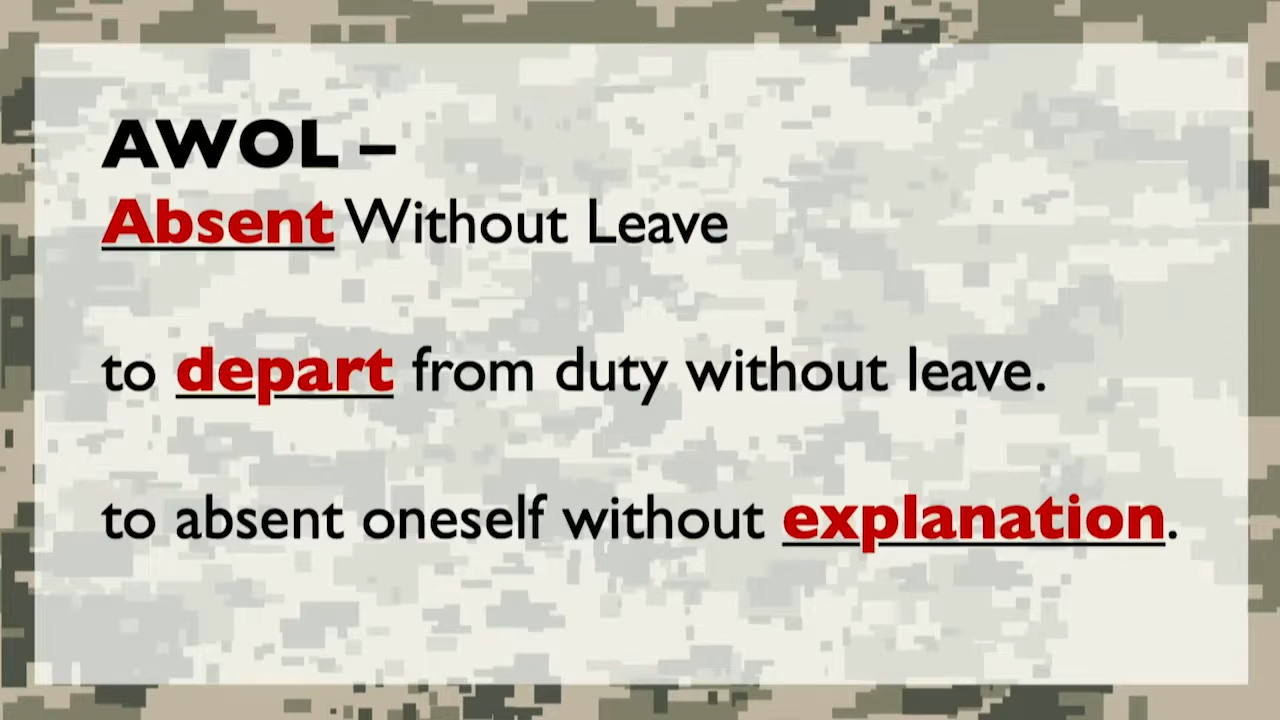 AWOL –
Absent Without Leave
to depart from duty without leave.
to absent oneself without explanation.